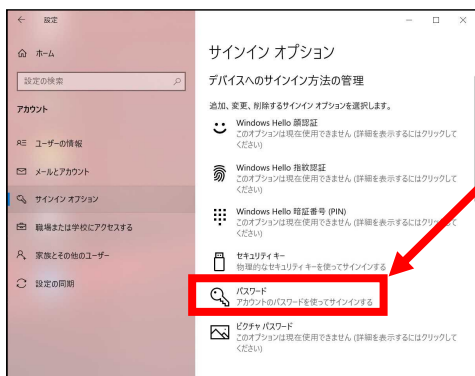 設定
ホーム
設定の検索
アカウント
ユーザーの情報
メールとアカウント
サインイン オプション
職場または学校にアクセスする
家族とその他のユーザー
設定の同期
サインイン オプション
デバイスへのサインイン方法の管理
追加、変更、削除するサインイン オプションを選択します。
Windows Hello 顔認証
このオプションは現在使用できません (詳細を表示するにはクリックして
ください)
Windows Hello 指紋認証
このオプションは現在使用できません (詳細を表示するにはクリックして
ください)
Windows Hello 暗証番号 (PIN)
このオプションは現在使用できません (詳細を表示するにはクリックして
ください)
セキュリティ キー
物理的なセキュリティ キーを使ってサインインする
パスワード
アカウントのパスワードを使ってサインインする
ピクチャ パスワード
このオプションは現在使用できません (詳細を表示するにはクリックして
ください)